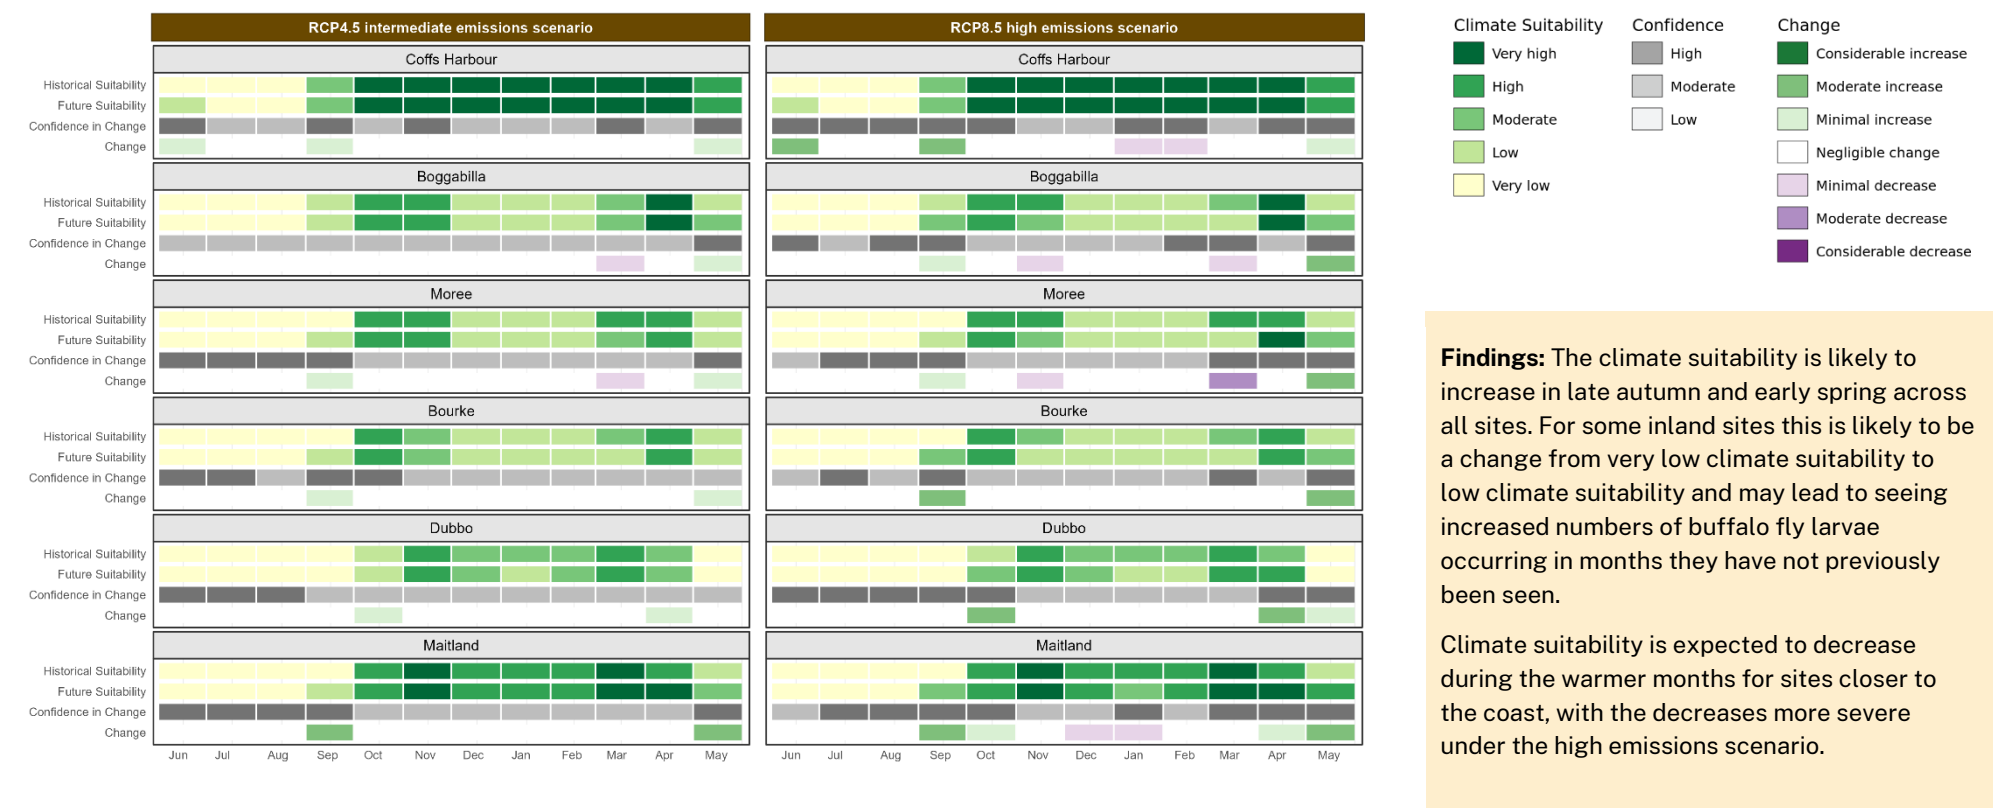 RCP4.5 intermediate emissions scenario
RCP8.5 high emissions scenario
Coffs Harbour
Coffs Harbour
Historical Suitability
Future Suitability
Confidence in Change
Change
Boggabilla
Boggabilla
Historical Suitability
Future Suitability
Confidence in Change
Change
Moree
Moree
Historical Suitability
Future Suitability
Confidence in Change
Change
Bourke
Bourke
Historical Suitability
Future Suitability
Confidence in Change
Change
Dubbo
Dubbo
Historical Suitability
Future Suitability
Confidence in Change
Change
Maitland
Maitland
Historical Suitability
Future Suitability
Confidence in Change
Change
Jun Jul Aug Sep Oct Nov Dec Jan Feb Mar Apr May
Jun Jul Aug Sep Oct Nov Dec Jan Feb Mar Apr May
Climate Suitability
Very high
High
Moderate
Low
Very low
Confidence
High
Moderate
Low
Change
Considerable increase
Moderate increase
Minimal increase
Negligible change
Minimal decrease
Moderate decrease
Considerable decrease
Findings: The climate suitability is likely to
increase in late autumn and early spring across
all sites. For some inland sites this is likely to be
a change from very low climate suitability to
low climate suitability and may lead to seeing
increased numbers of buffalo fly larvae
occurring in months they have not previously
been seen.
Climate suitability is expected to decrease
during the warmer months for sites closer to
the coast, with the decreases more severe
under the high emissions scenario.